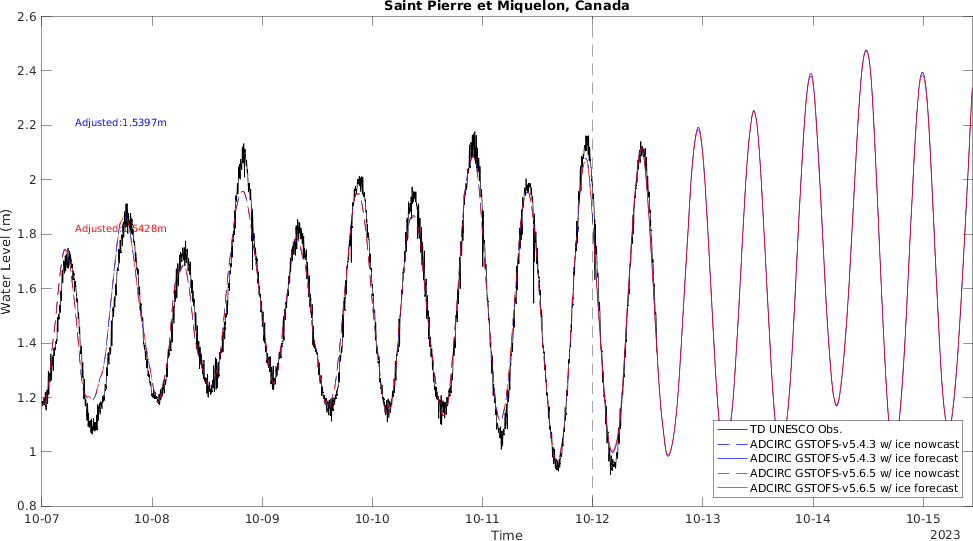 Saint Pierre et Miquelon, Canada
2.6
2.4
2.2
2
1.8
1.6
1.4
1.2
1
0.8
Water Level (m)
Adjusted:1.5397m
Adjusted:1.5428m
TD UNESCO Obs.
ADCIRC GSTOFS-v5.4.3 w/ ice nowcast
ADCIRC GSTOFS-v5.4.3 w/ ice forecast
ADCIRC GSTOFS-v5.6.5 w/ ice nowcast
ADCIRC GSTOFS-v5.6.5 w/ ice forecast
10-07 10-08 10-09 10-10 10-11 10-12 10-13 10-14 10-15
Time
2023